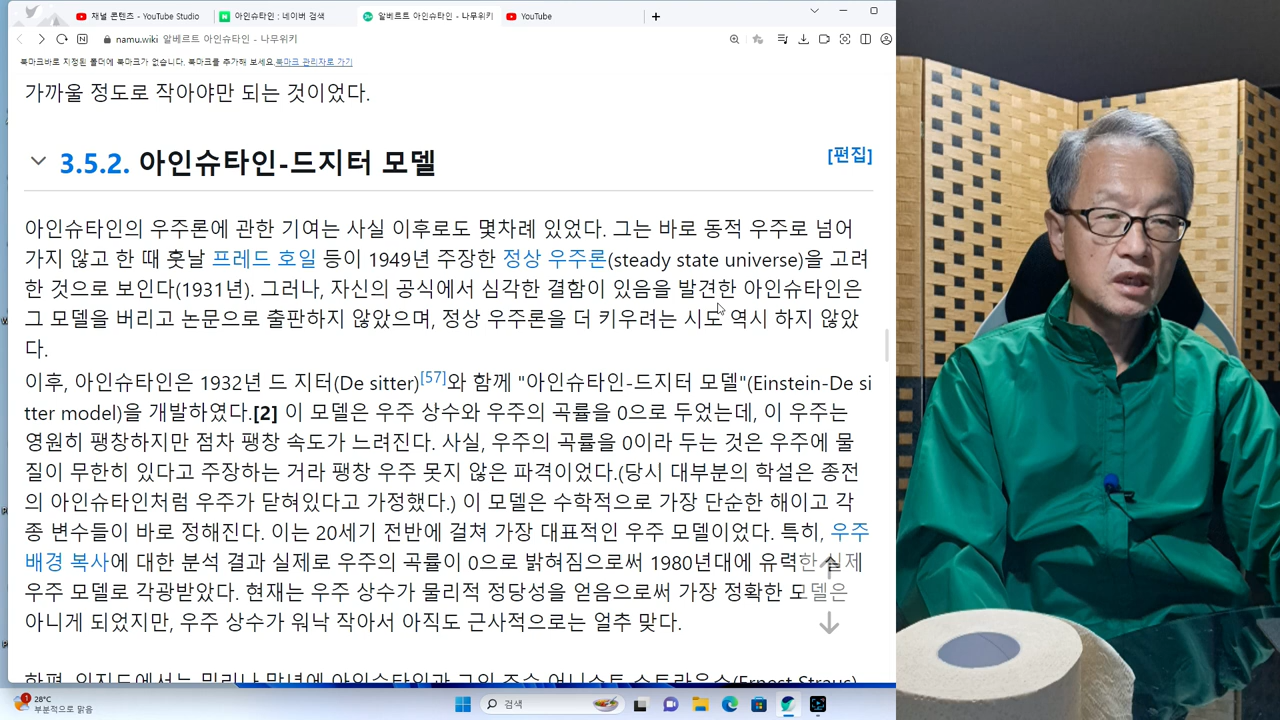 채널 콘텐츠 - YouTube Studio
아인슈타인 : 네이버 검색
알베르트 아인슈타인 - 나무위키
YouTube
namu.wiki 알베르트 아인슈타인 - 나무위키
북마크바로 지정된 폴더에 북마크가 없습니다. 북마크를 추가해 보세요. 북마크 관리자로 가기
가까울 정도로 작아야만 되는 것이었다.
3.5.2. 아인슈타인-드지터 모델
[편집]
아인슈타인의 우주론에 관한 기여는 사실 이후로도 몇차례 있었다. 그는 바로 동적 우주로 넘어
가지 않고 한 때 훗날 프레드 호일 등이 1949년 주장한 정상 우주론(steady state universe)을 고려
한 것으로 보인다(1931년). 그러나, 자신의 공식에서 심각한 결함이 있음을 발견한 아인슈타인은
그 모델을 버리고 논문으로 출판하지 않았으며, 정상 우주론을 더 키우려는 시도 역시 하지 않았
다.
이후, 아인슈타인은 1932년 드 지터(De sitter)[57]와 함께 "아인슈타인-드지터 모델"(Einstein-De si
tter model)을 개발하였다.[2] 이 모델은 우주 상수와 우주의 곡률을 0으로 두었는데, 이 우주는
영원히 팽창하지만 점차 팽창 속도가 느려진다. 사실, 우주의 곡률을 0이라 두는 것은 우주에 물
질이 무한히 있다고 주장하는 거라 팽창 우주 못지 않은 파격이었다.(당시 대부분의 학설은 종전
의 아인슈타인처럼 우주가 닫혀있다고 가정했다.) 이 모델은 수학적으로 가장 단순한 해이고 각
종 변수들이 바로 정해진다. 이는 20세기 전반에 걸쳐 가장 대표적인 우주 모델이었다. 특히, 우주
배경 복사에 대한 분석 결과 실제로 우주의 곡률이 0으로 밝혀짐으로써 1980년대에 유력한 실제
우주 모델로 각광받았다. 현재는 우주 상수가 물리적 정당성을 얻음으로써 가장 정확한 모델은
아니게 되었지만, 우주 상수가 워낙 작아서 아직도 근사적으로는 얼추 맞다.
28°C
부분적으로 맑음
검색